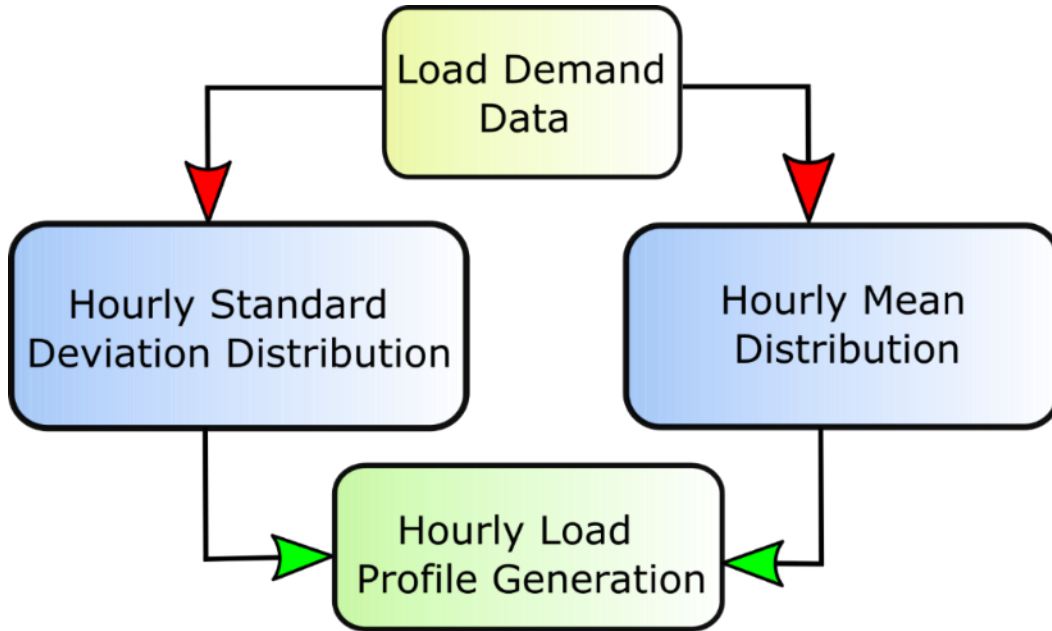 Load Demand
Data
Hourly Standard
Deviation Distribution
Hourly Mean
Distribution
Hourly Load
Profile Generation